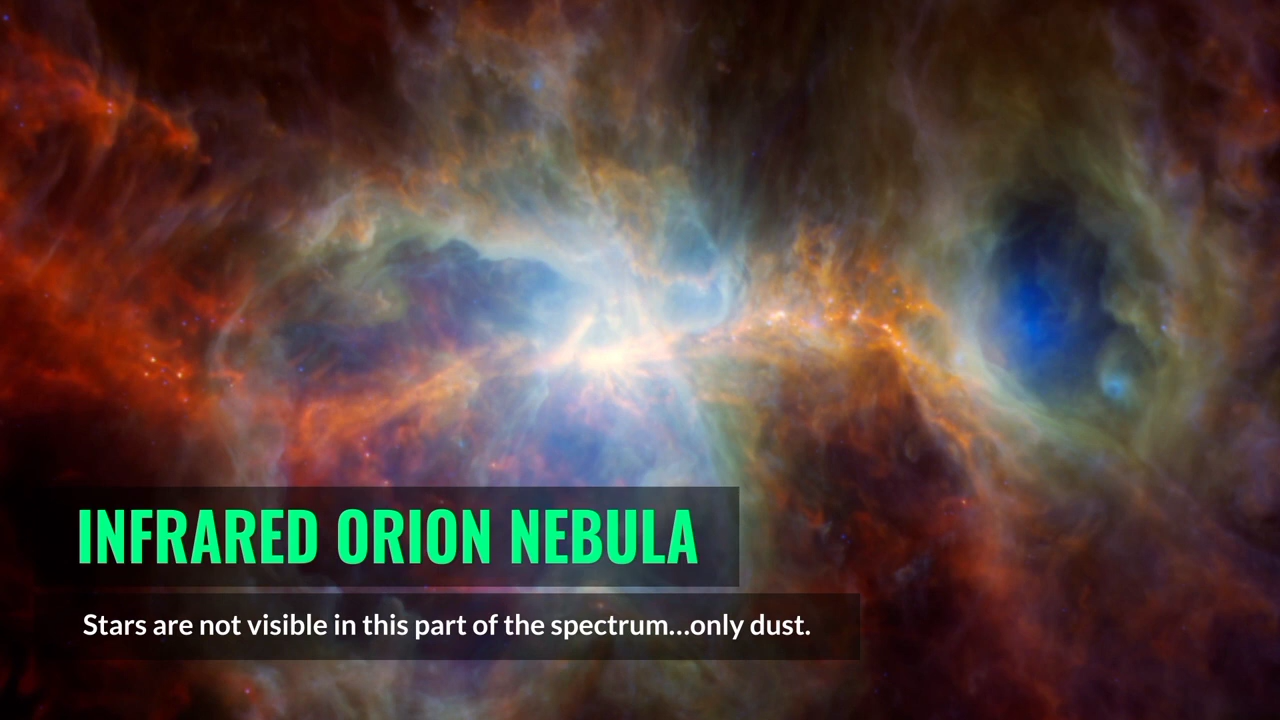 INFRARED ORION NEBULA
Stars are not visible in this part of the spectrum...only dust.